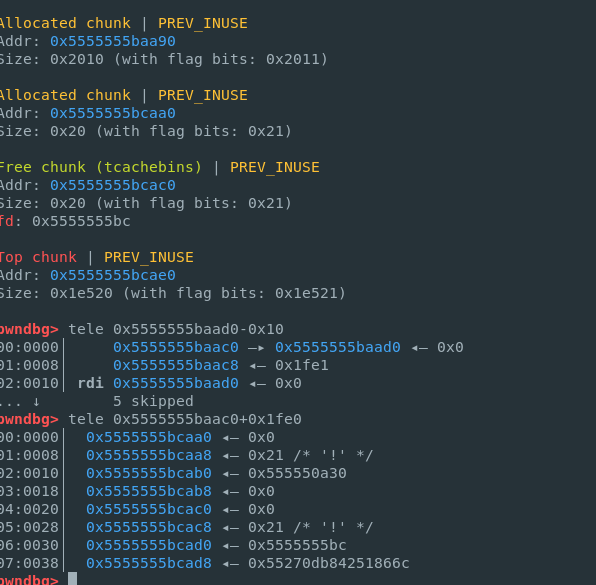 Allocated chunk | PREV_INUSE
Addr: 0x5555555baa90
Size: 0x2010 (with flag bits: 0x2011)
Allocated chunk | PREV_INUSE
Addr: 0x5555555bcaa0
Size: 0x20 (with flag bits: 0x21)
Free chunk (tcachebins) | PREV_INUSE
Addr: 0x5555555bcac0
Size: 0x20 (with flag bits: 0x21)
fd: 0x5555555bc
Top chunk | PREV_INUSE
Addr: 0x5555555bcae0
Size: 0x1e520 (with flag bits: 0x1e521)
pwndbg> tele 0x5555555baad0-0x10
00:0000│ 0x5555555baac0 —▸ 0x5555555baad0 ◂— 0x0
01:0008│ 0x5555555baac8 ◂— 0x1fe1
02:0010│ rdi 0x5555555baad0 ◂— 0x0
... ↓ 5 skipped
pwndbg> tele 0x5555555baac0+0x1fe0
00:0000│ 0x5555555bcaa0 ◂— 0x0
01:0008│ 0x5555555bcaa8 ◂— 0x21 /* '!' */
02:0010│ 0x5555555bcab0 ◂— 0x555550a30
03:0018│ 0x5555555bcab8 ◂— 0x0
04:0020│ 0x5555555bcac0 ◂— 0x0
05:0028│ 0x5555555bcac8 ◂— 0x21 /* '!' */
06:0030│ 0x5555555bcad0 ◂— 0x5555555bc
07:0038│ 0x5555555bcad8 ◂— 0x55270db84251866c
pwndbg>